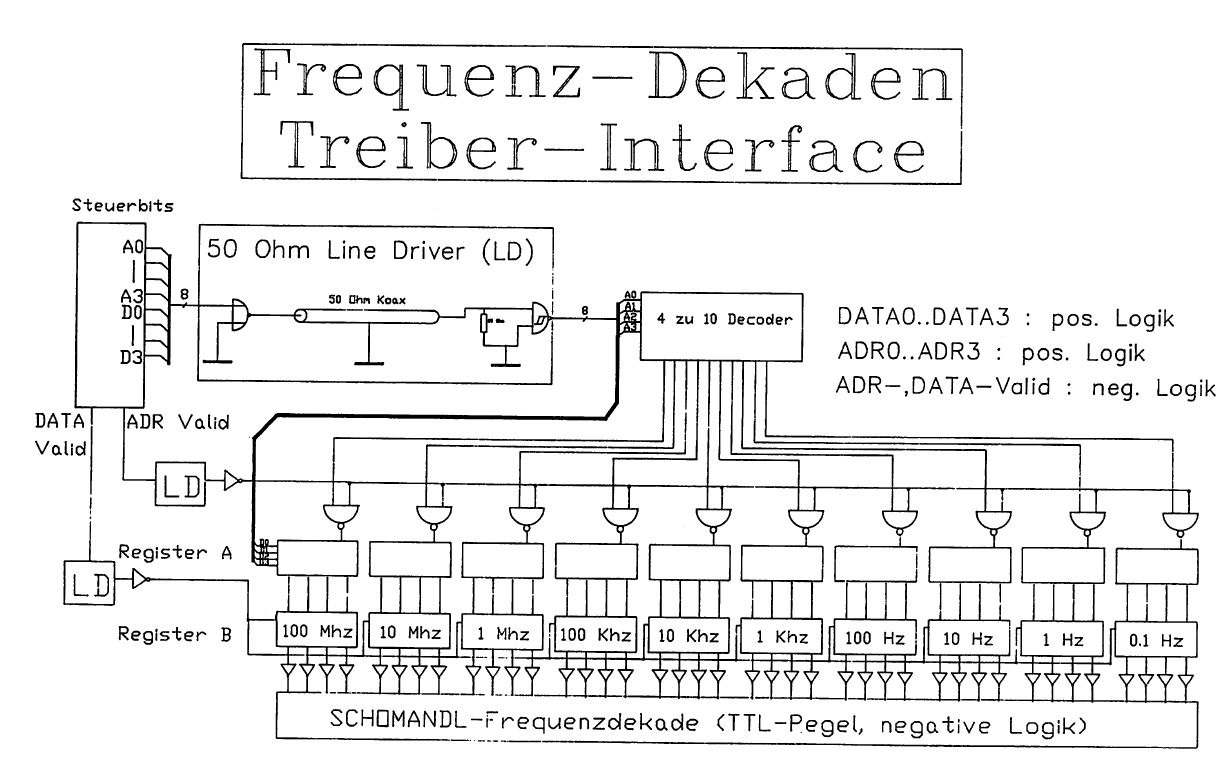 Frequenz-Dekaden
Treiber-Interface
Steuerbits
A0
A3
D0
D3
8
50 Ohm Line Driver (LD)
50 Ohm Koax
8
A0
A1
A2
A3
4 zu 10 Decoder
DATA0..DATA3 : pos. Logik
ADR0..ADR3 : pos. Logik
ADR-,DATA-Valid : neg. Logik
DATA
Valid
ADR Valid
LD
LD
Register A
D0
D3
Register B
100 Mhz
10 Mhz
1 Mhz
100 Khz
10 Khz
1 Khz
100 Hz
10 Hz
1 Hz
0.1 Hz
SCHOMANDL-Frequenzdekade (TTL-Pegel, negative Logik)